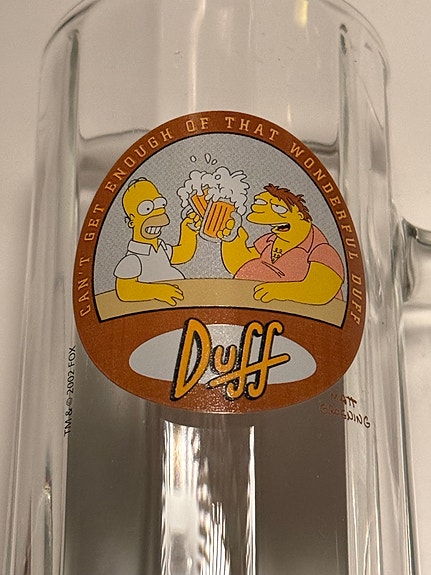 CAN'T GET ENOUGH OF THAT WONDERFUL DUFF
Duff
TM & © 2002 FOX
MATT
GROENING